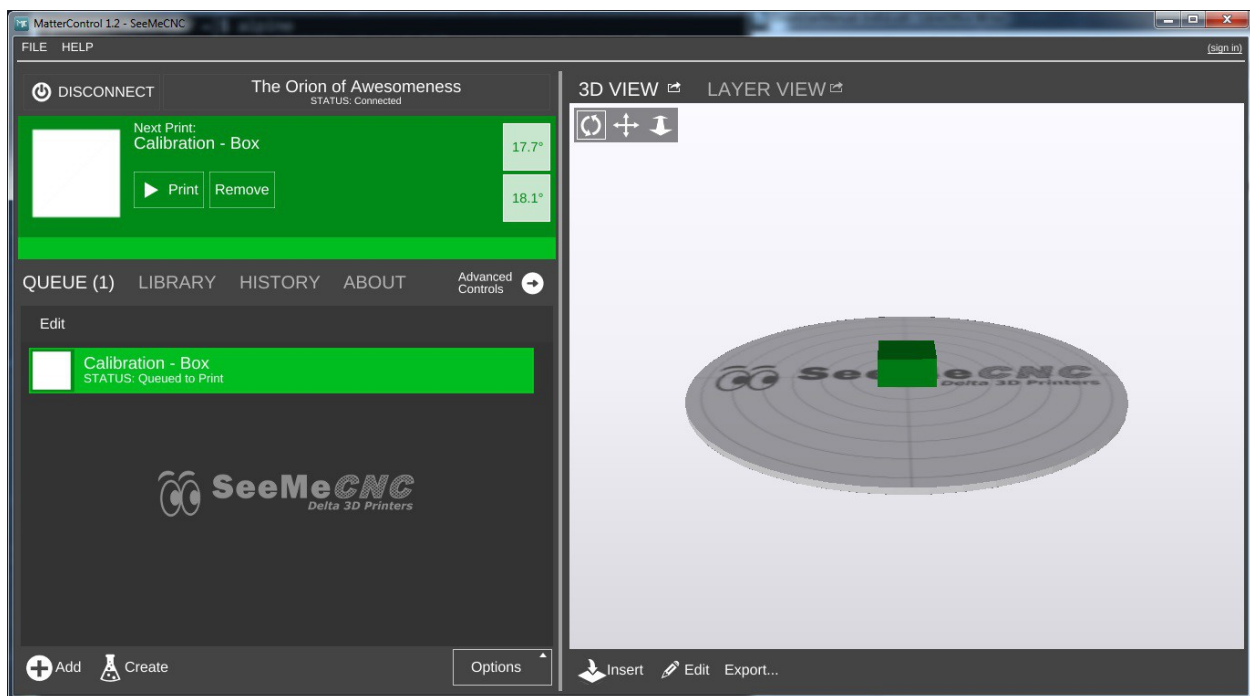 MatterControl 1.2 - SeeMeCNC
FILE HELP
(sign in)
DISCONNECT
The Orion of Awesomeness
STATUS: Connected
Next Print:
Calibration - Box
Print Remove
17.7°
18.1°
QUEUE (1) LIBRARY HISTORY ABOUT
Advanced
Controls
Edit
Calibration - Box
STATUS: Queued to Print
SeeMeCNC
Delta 3D Printers
Add Create
Options
3D VIEW LAYER VIEW
SeeMeCNC
Delta 3D Printers
Insert Edit Export...